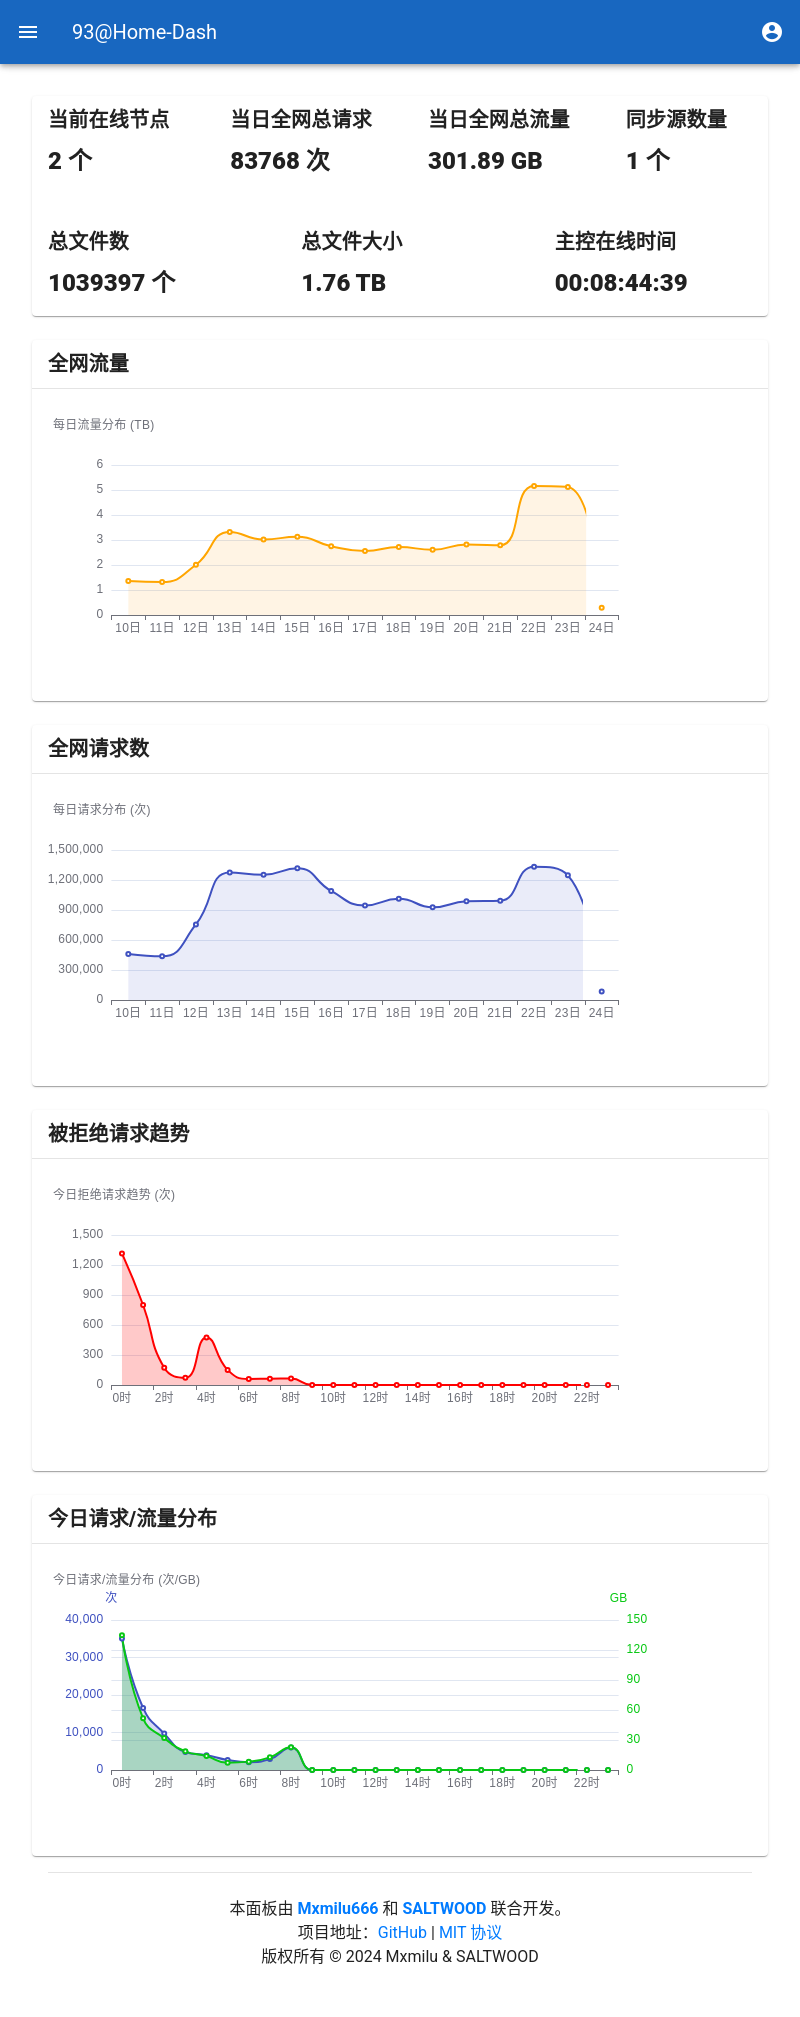 93@Home-Dash
当前在线节点 当日全网总请求 当日全网总流量 同步源数量
2 个 83768 次 301.89 GB 1 个
总文件数 总文件大小 主控在线时间
1039397 个 1.76 TB 00:08:44:39
全网流量
每日流量分布 (TB)
6
5
4
3
2
1
0
10日 11日 12日 13日 14日 15日 16日 17日 18日 19日 20日 21日 22日 23日 24日
全网请求数
每日请求分布 (次)
1,500,000
1,200,000
900,000
600,000
300,000
0
10日 11日 12日 13日 14日 15日 16日 17日 18日 19日 20日 21日 22日 23日 24日
被拒绝请求趋势
今日拒绝请求趋势 (次)
1,500
1,200
900
600
300
0
0时 2时 4时 6时 8时 10时 12时 14时 16时 18时 20时 22时
今日请求/流量分布
今日请求/流量分布 (次/GB)
次 GB
40,000 150
120
30,000
90
20,000
60
10,000
30
0 0
0时 2时 4时 6时 8时 10时 12时 14时 16时 18时 20时 22时
本面板由 Mxmilu666 和 SALTWOOD 联合开发。
项目地址：GitHub | MIT 协议
版权所有 © 2024 Mxmilu & SALTWOOD